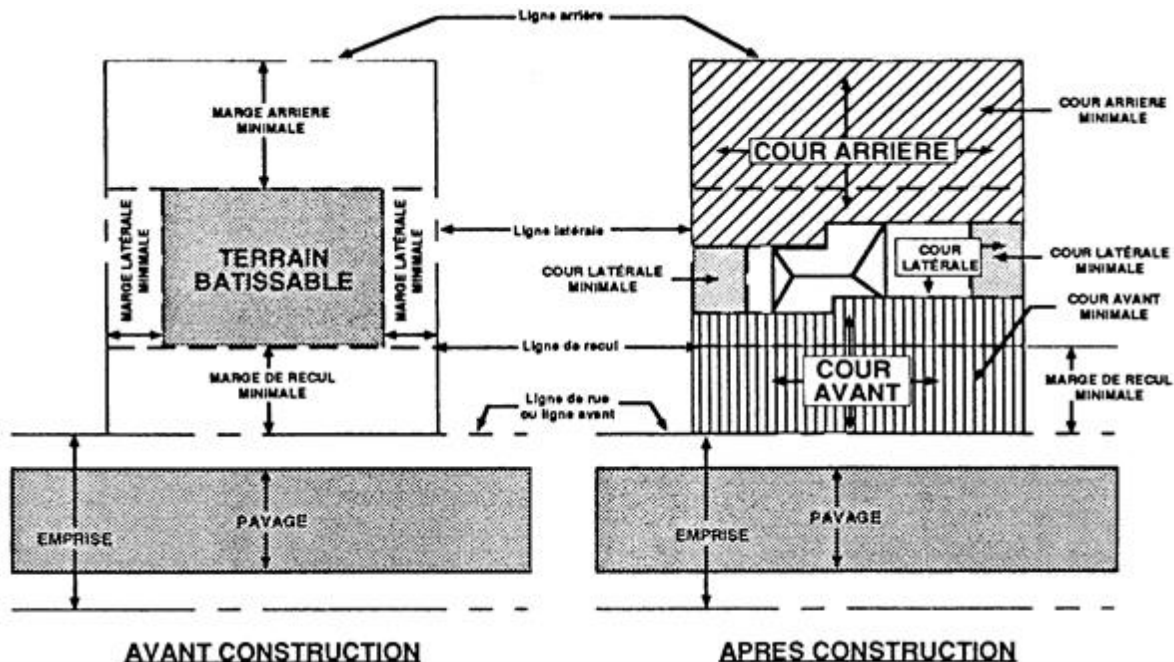 Ligne arrière
MARGE ARRIERE
MINIMALE
COUR ARRIERE
MINIMALE
COUR ARRIERE
MARGE LATÉRALE
MINIMALE
TERRAIN
BATISSABLE
MARGE LATÉRALE
MINIMALE
Ligne latérale
COUR LATÉRALE
MINIMALE
COUR
LATÉRALE
COUR LATÉRALE
MINIMALE
COUR AVANT
MINIMALE
Ligne de recul
MARGE DE RECUL
MINIMALE
COUR
AVANT
MARGE DE RECUL
MINIMALE
Ligne de rue
ou ligne avant
PAVAGE
EMPRISE
PAVAGE
EMPRISE
AVANT CONSTRUCTION
APRES CONSTRUCTION